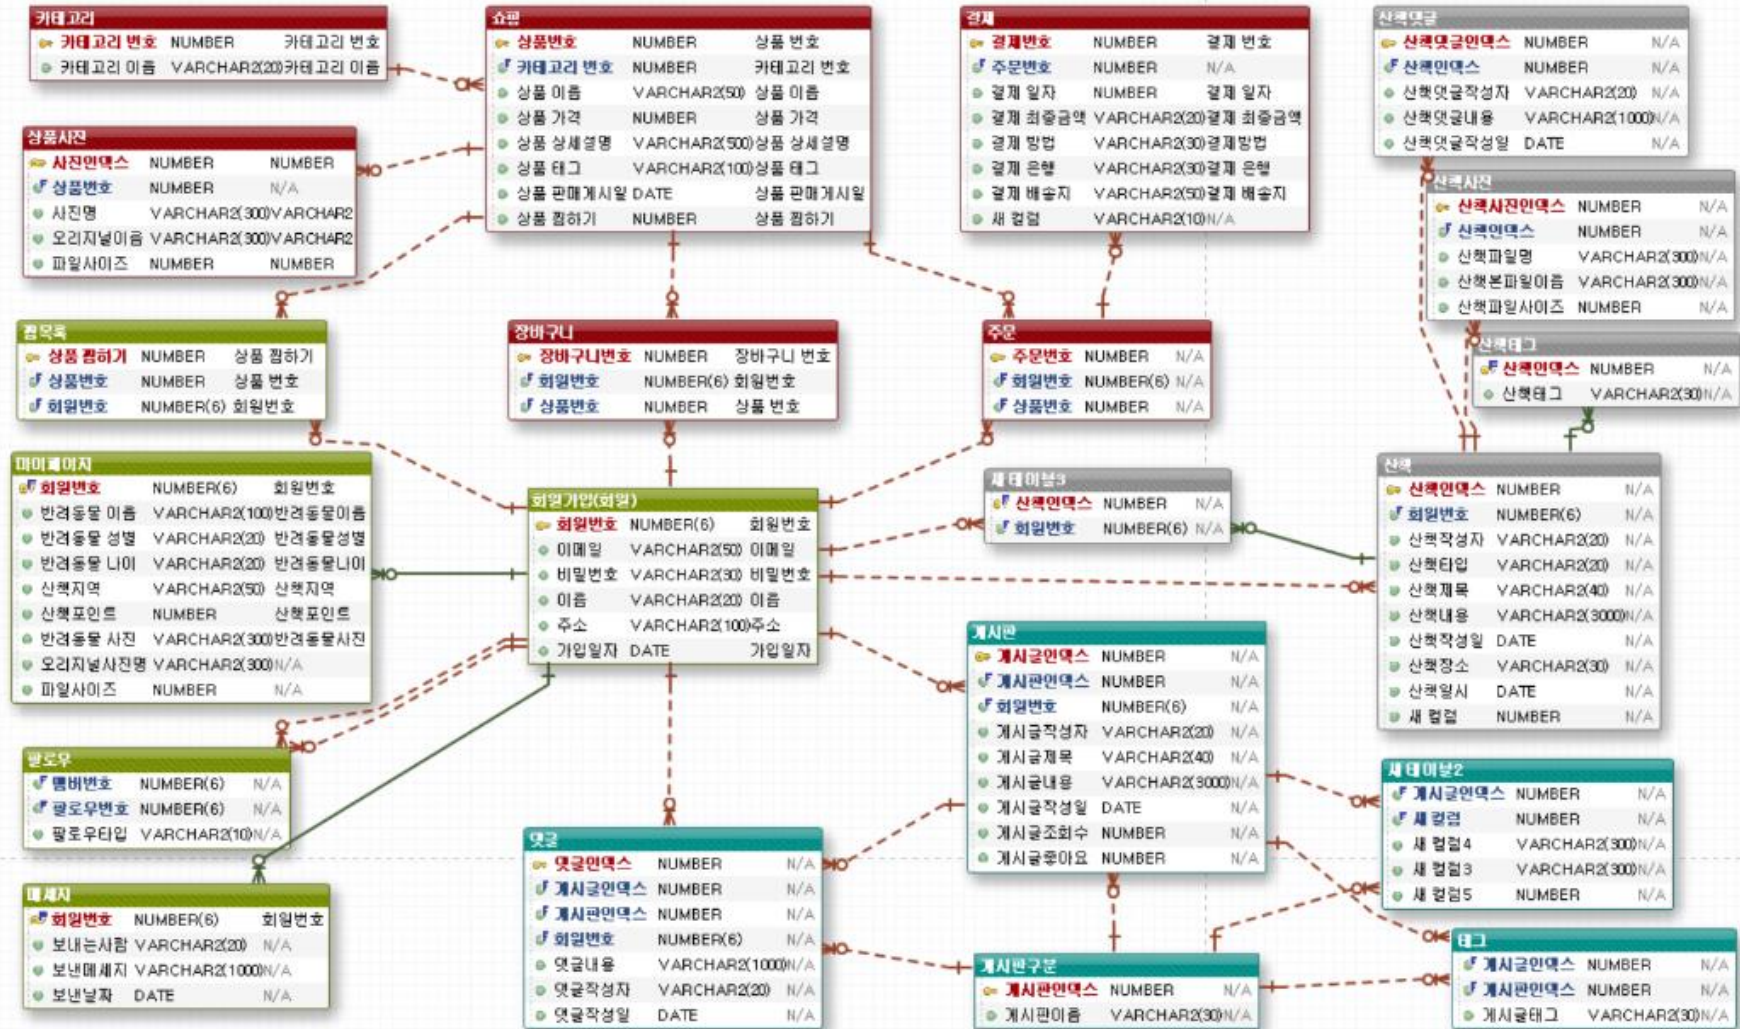 카테고리
카테고리 번호 NUMBER 카테고리 번호
카테고리 이름 VARCHAR2(20) 카테고리 이름
쇼핑
상품번호 NUMBER 상품 번호
카테고리 번호 NUMBER 카테고리 번호
상품 이름 VARCHAR2(50) 상품 이름
상품 가격 NUMBER 상품 가격
상품 상세설명 VARCHAR2(500) 상품 상세설명
상품 태그 VARCHAR2(100) 상품 태그
상품 판매게시일 DATE 상품 판매게시일
상품 찜하기 NUMBER 상품 찜하기
결제
결제번호 NUMBER 결제 번호
주문번호 NUMBER N/A
결제 일자 NUMBER 결제 일자
결제 최종금액 VARCHAR2(20) 결제 최종금액
결제 방법 VARCHAR2(30) 결제방법
결제 은행 VARCHAR2(30) 결제 은행
결제 배송지 VARCHAR2(50) 결제 배송지
새 컬럼 VARCHAR2(10) N/A
산책댓글
산책댓글인덱스 NUMBER N/A
산책인덱스 NUMBER N/A
산책댓글작성자 VARCHAR2(20) N/A
산책댓글내용 VARCHAR2(1000) N/A
산책댓글작성일 DATE N/A
상품사진
사진인덱스 NUMBER NUMBER
상품번호 NUMBER N/A
사진명 VARCHAR2(300) VARCHAR2
오리지널이음 VARCHAR2(300) VARCHAR2
파일사이즈 NUMBER NUMBER
산책사진
산책사진인덱스 NUMBER N/A
산책인덱스 NUMBER N/A
산책파일명 VARCHAR2(300) N/A
산책본파일이음 VARCHAR2(300) N/A
산책파일사이즈 NUMBER N/A
찜목록
상품 찜하기 NUMBER 상품 찜하기
상품번호 NUMBER 상품 번호
회원번호 NUMBER(6) 회원번호
장바구니
장바구니번호 NUMBER 장바구니 번호
회원번호 NUMBER(6) 회원번호
상품번호 NUMBER 상품 번호
주문
주문번호 NUMBER N/A
회원번호 NUMBER(6) N/A
상품번호 NUMBER N/A
산책태그
산책인덱스 NUMBER N/A
산책태그 VARCHAR2(30) N/A
마이페이지
회원번호 NUMBER(6) 회원번호
반려동물 이름 VARCHAR2(100) 반려동물이름
반려동물 성별 VARCHAR2(20) 반려동물성별
반려동물 나이 VARCHAR2(20) 반려동물나이
산책지역 VARCHAR2(50) 산책지역
산책포인트 NUMBER 산책포인트
반려동물 사진 VARCHAR2(300) 반려동물사진
오리지널사진명 VARCHAR2(300) N/A
파일사이즈 NUMBER N/A
회원가입(회원)
회원번호 NUMBER(6) 회원번호
이메일 VARCHAR2(50) 이메일
비밀번호 VARCHAR2(30) 비밀번호
이름 VARCHAR2(20) 이름
주소 VARCHAR2(100) 주소
가입일자 DATE 가입일자
새 테이블3
산책인덱스 NUMBER N/A
회원번호 NUMBER(6) N/A
산책
산책인덱스 NUMBER N/A
회원번호 NUMBER(6) N/A
산책작성자 VARCHAR2(20) N/A
산책타입 VARCHAR2(20) N/A
산책제목 VARCHAR2(40) N/A
산책내용 VARCHAR2(3000) N/A
산책작성일 DATE N/A
산책장소 VARCHAR2(30) N/A
산책일시 DATE N/A
새 컬럼 NUMBER N/A
게시판
게시글인덱스 NUMBER N/A
게시판인덱스 NUMBER N/A
회원번호 NUMBER(6) N/A
게시글작성자 VARCHAR2(20) N/A
게시글제목 VARCHAR2(40) N/A
게시글내용 VARCHAR2(3000) N/A
게시글작성일 DATE N/A
게시글조회수 NUMBER N/A
게시글좋아요 NUMBER N/A
팔로우
멤버번호 NUMBER(6) N/A
팔로우번호 NUMBER(6) N/A
팔로우타입 VARCHAR2(10) N/A
새 테이블2
게시글인덱스 NUMBER N/A
새 컬럼 NUMBER N/A
새 컬럼4 VARCHAR2(300) N/A
새 컬럼3 VARCHAR2(300) N/A
새 컬럼5 NUMBER N/A
댓글
댓글인덱스 NUMBER N/A
게시글인덱스 NUMBER N/A
게시판인덱스 NUMBER N/A
회원번호 NUMBER(6) N/A
댓글내용 VARCHAR2(1000) N/A
댓글작성자 VARCHAR2(20) N/A
댓글작성일 DATE N/A
메세지
회원번호 NUMBER(6) 회원번호
보내는사람 VARCHAR2(20) N/A
보낸메세지 VARCHAR2(1000) N/A
보낸날짜 DATE N/A
게시판구분
게시판인덱스 NUMBER N/A
게시판이름 VARCHAR2(30) N/A
태그
게시글인덱스 NUMBER N/A
게시판인덱스 NUMBER N/A
게시글태그 VARCHAR2(30) N/A